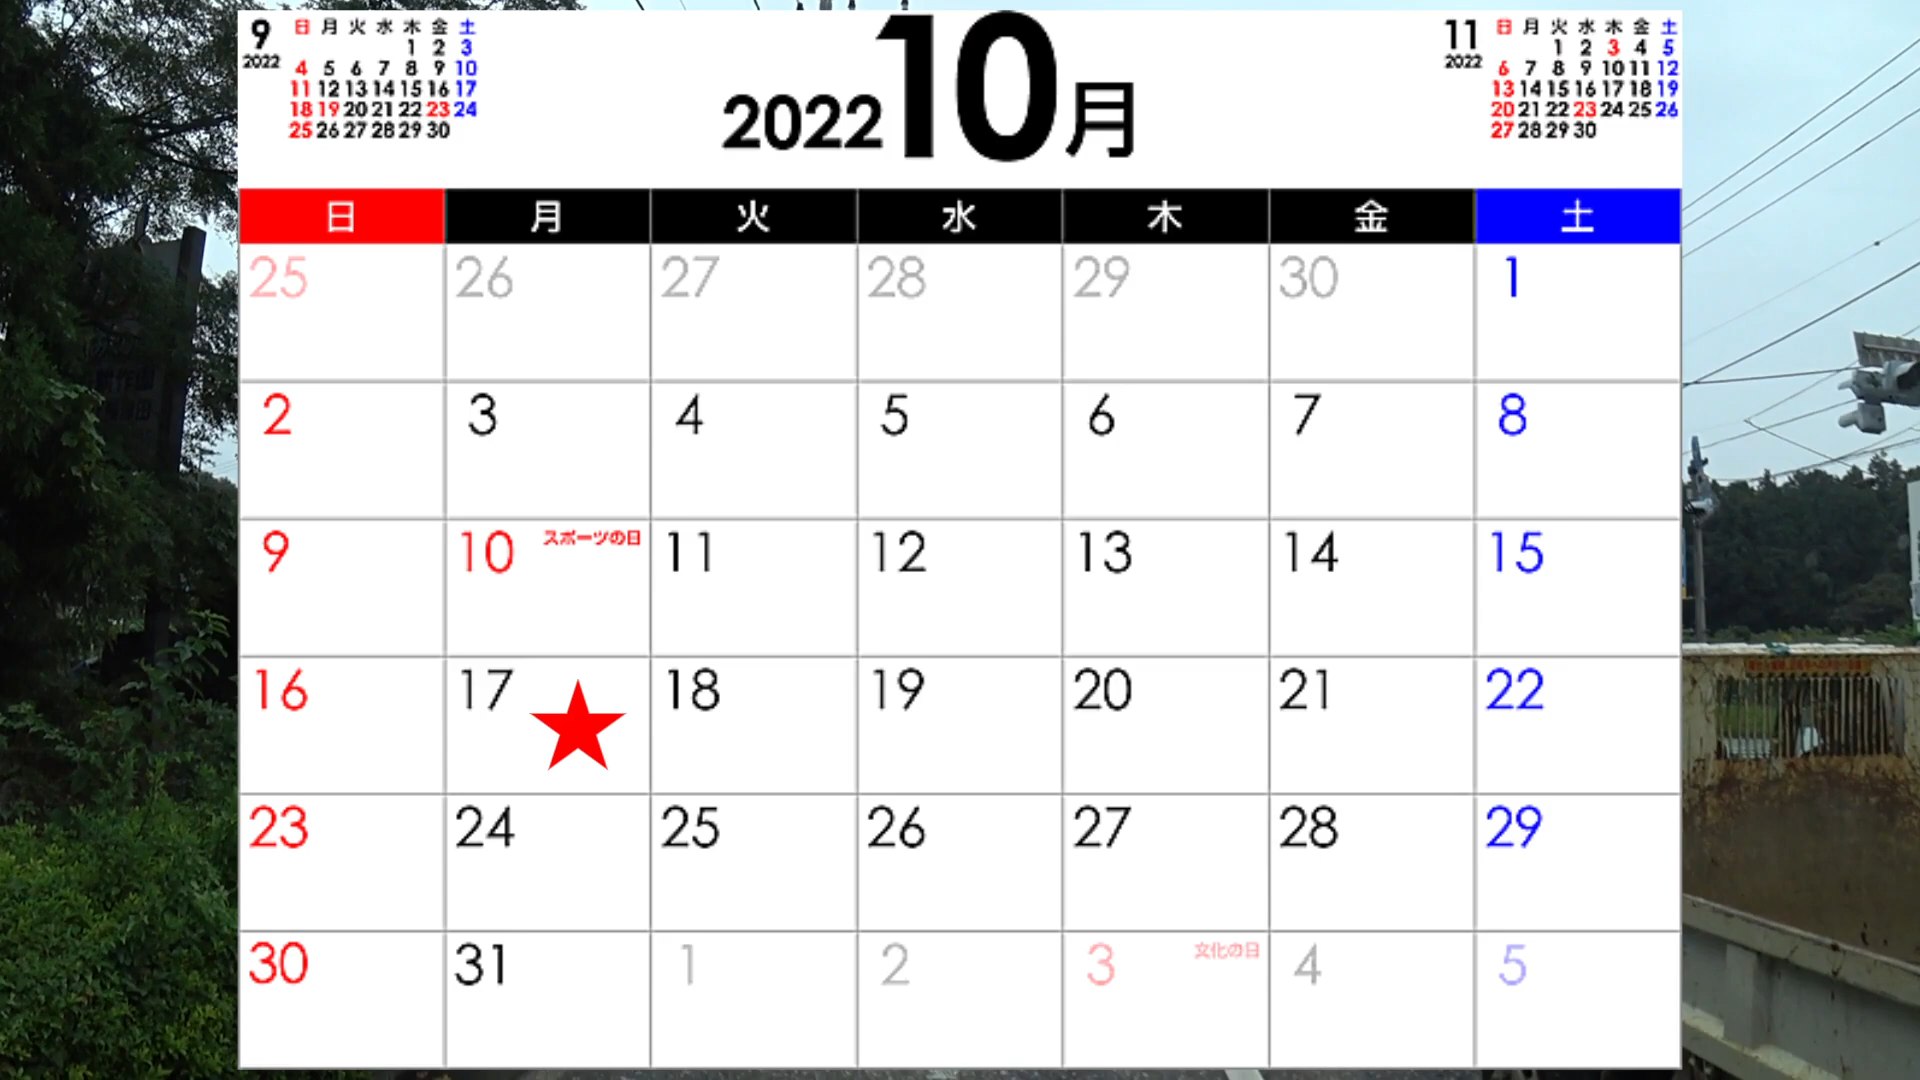 9
2022
日 月 火 水 木 金 土
1 2 3
4 5 6 7 8 9 10
11 12 13 14 15 16 17
18 19 20 21 22 23 24
25 26 27 28 29 30
2022 10月
11
2022
日 月 火 水 木 金 土
1 2 3 4 5
6 7 8 9 10 11 12
13 14 15 16 17 18 19
20 21 22 23 24 25 26
27 28 29 30
日 月 火 水 木 金 土
25 26 27 28 29 30 1
2 3 4 5 6 7 8
9 10 スポーツの日 11 12 13 14 15
16 17 ★ 18 19 20 21 22
23 24 25 26 27 28 29
30 31 1 2 3 文化の日 4 5